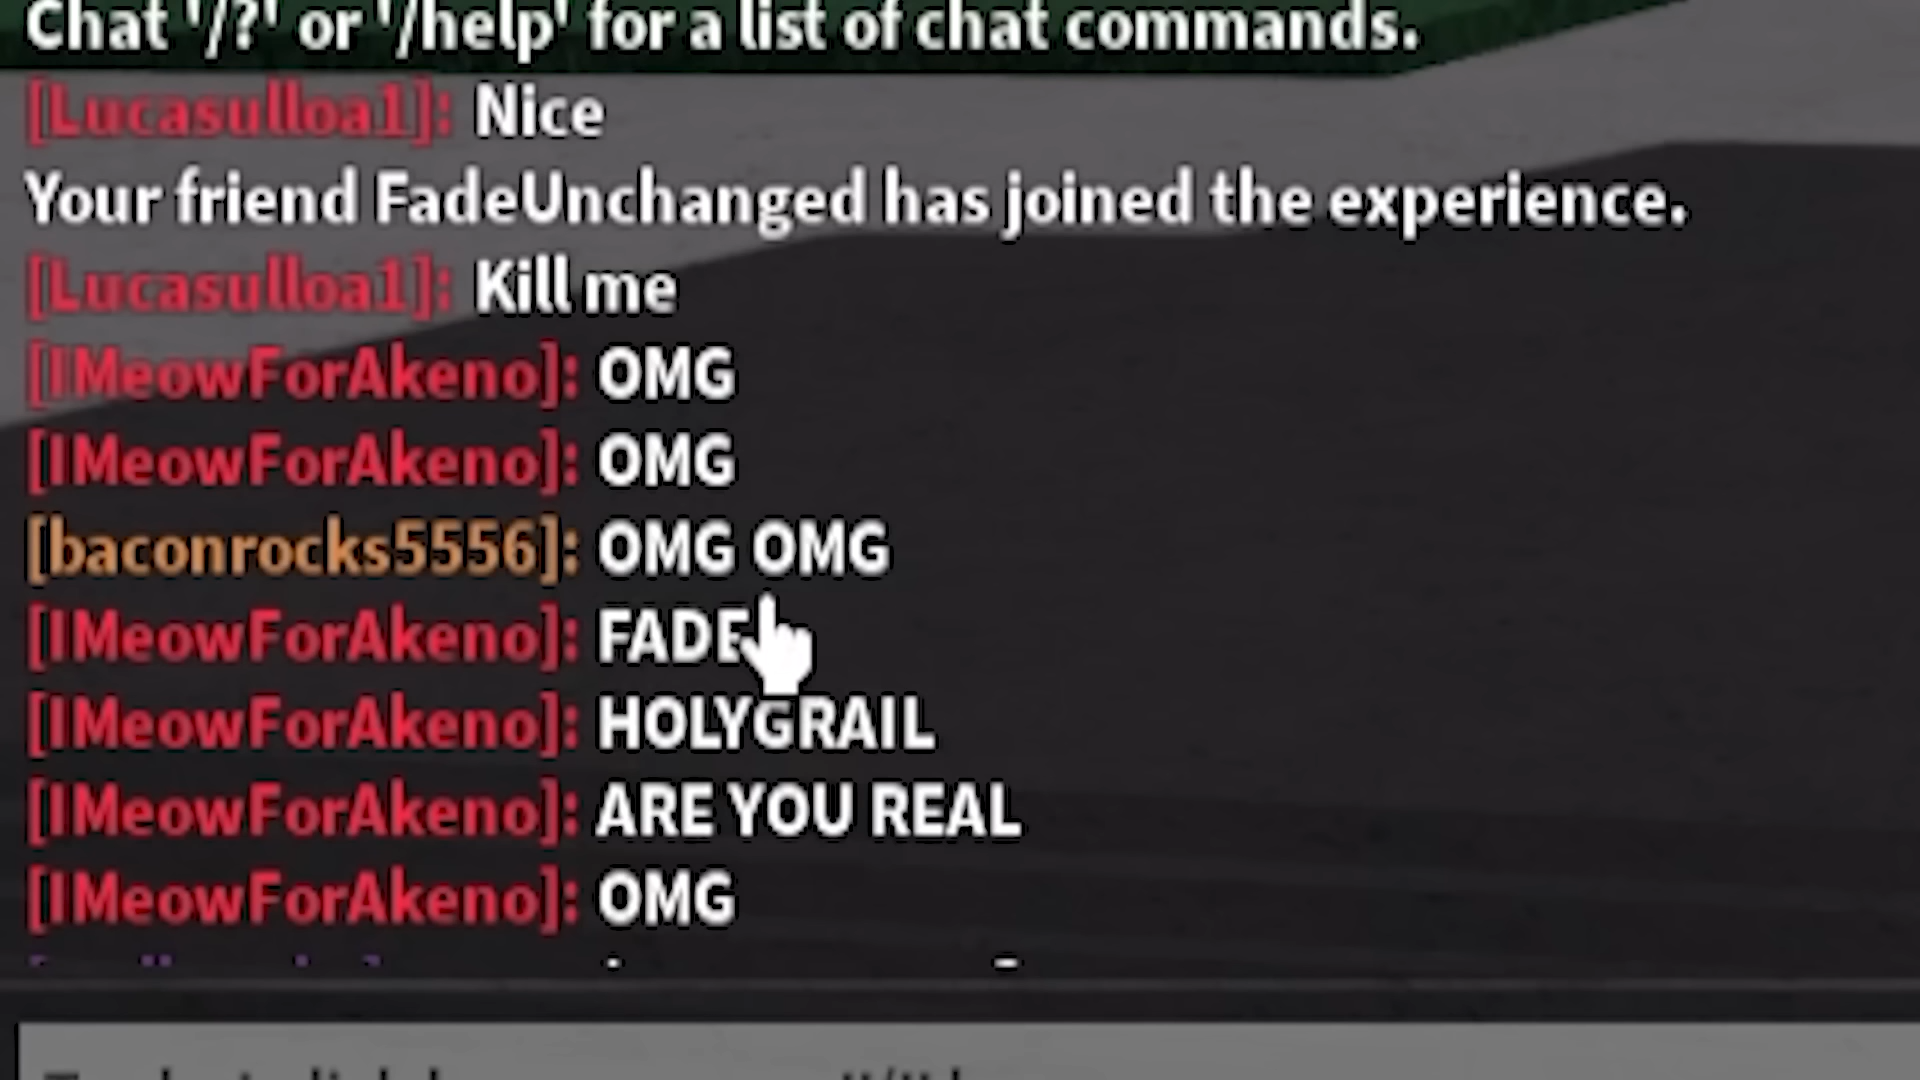 Chat '/?' or '/help' for a list of chat commands.
[Lucasulloa1]: Nice
Your friend FadeUnchanged has joined the experience.
[Lucasulloa1]: Kill me
[IMeowForAkeno]: OMG
[IMeowForAkeno]: OMG
[baconrocks5556]: OMG OMG
[IMeowForAkeno]: FADE
[IMeowForAkeno]: HOLYGRAIL
[IMeowForAkeno]: ARE YOU REAL
[IMeowForAkeno]: OMG